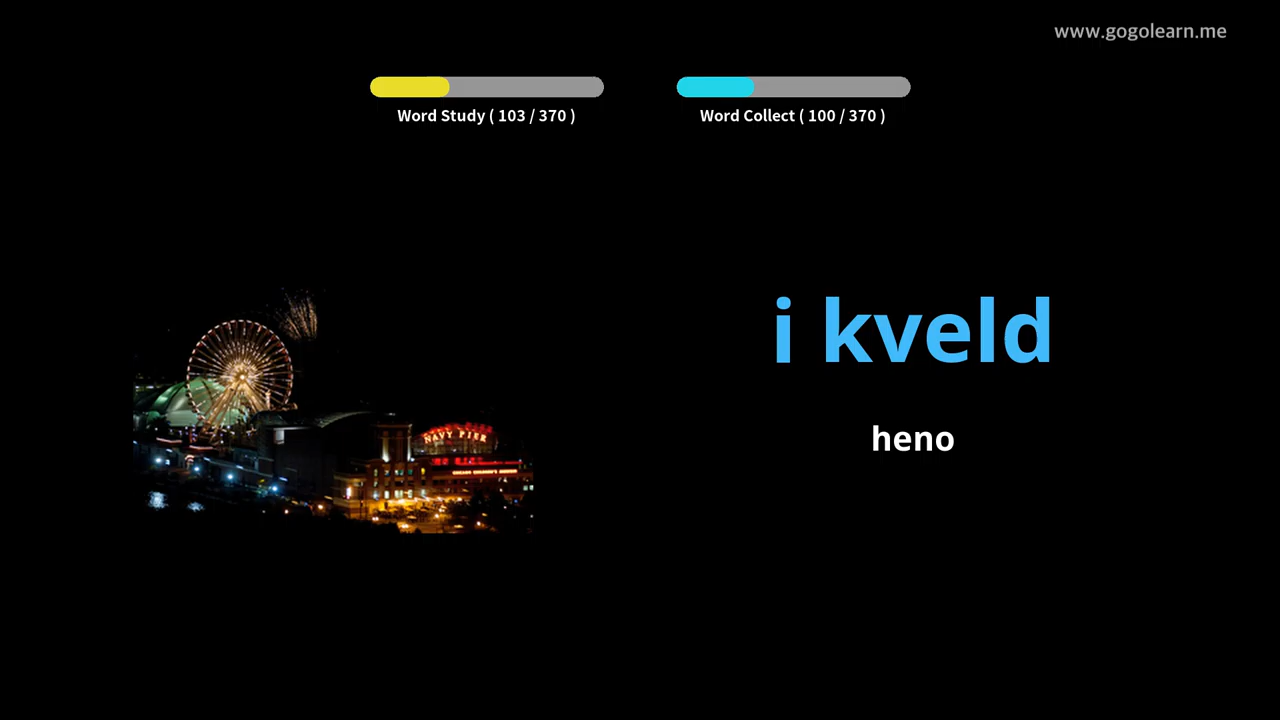 www.gogolearn.me
Word Study ( 103 / 370 )
Word Collect ( 100 / 370 )
i kveld
heno
NAVY PIER